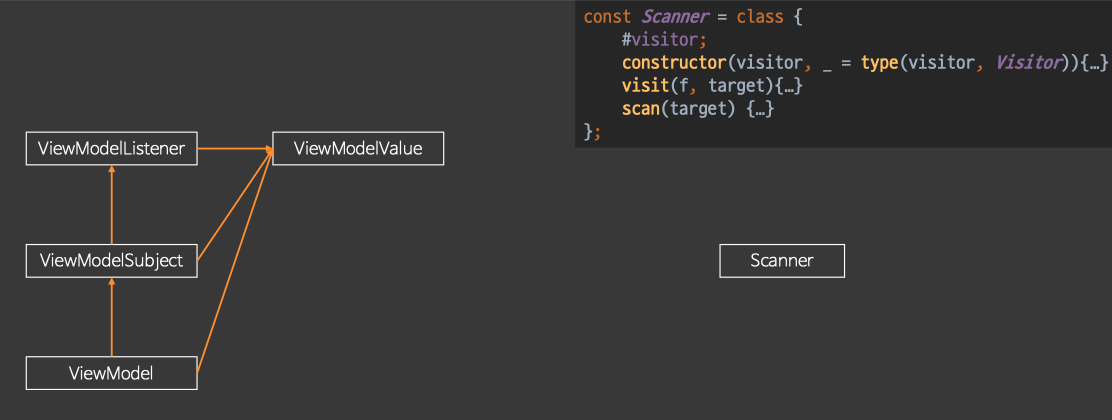 const Scanner = class {
#visitor;
constructor(visitor, _ = type(visitor, Visitor)){…}
visit(f, target){…}
scan(target) {…}
};
ViewModelListener
ViewModelValue
ViewModelSubject
Scanner
ViewModel